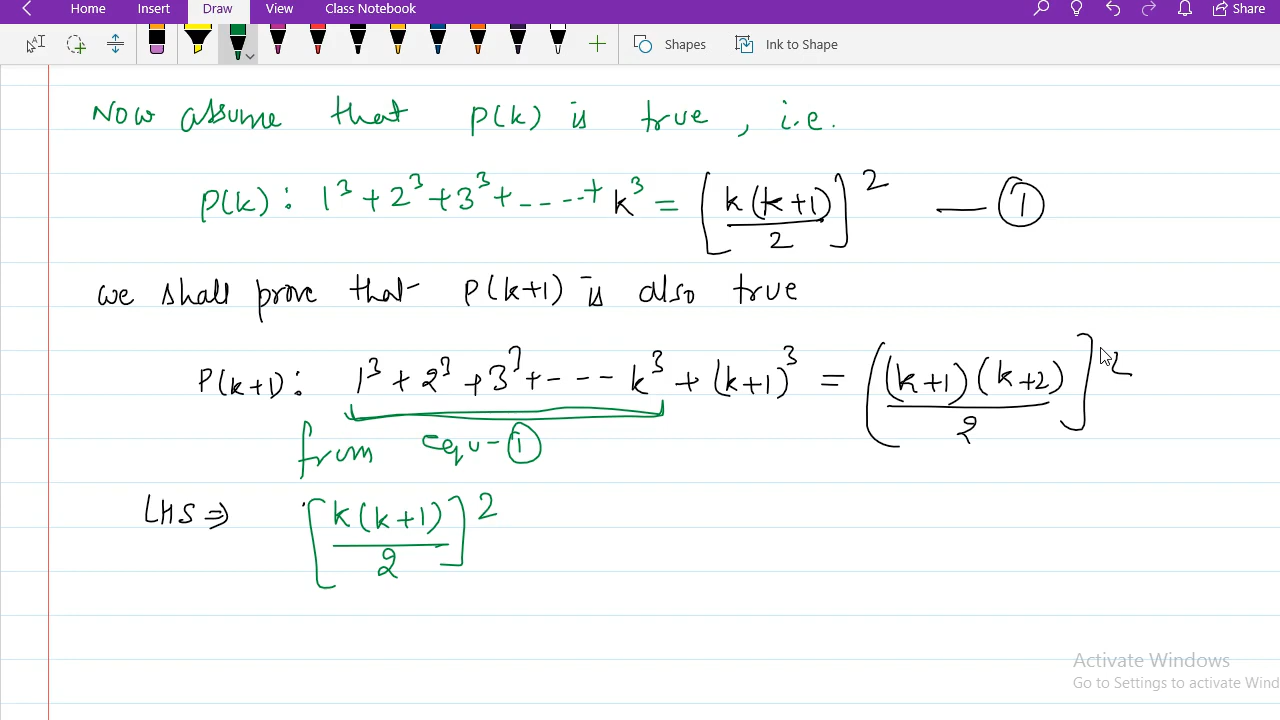 Home Insert Draw View Class Notebook Share
Shapes Ink to Shape
Now assume that P(k) is true, i.e.
P(k) : 1³ + 2³ + 3³ + ----- + k³ = [k(k+1)/2]² — ①
we shall prove that P(k+1) is also true
P(k+1) : 1³ + 2³ + 3³ + --- k³ + (k+1)³ = [(k+1)(k+2)/2]²
from equ-①
LHS ⇒ [k(k+1)/2]²
Activate Windows
Go to Settings to activate Wind